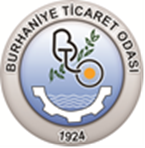 BURHANİYE TİCARET ODASI
BTO
1924